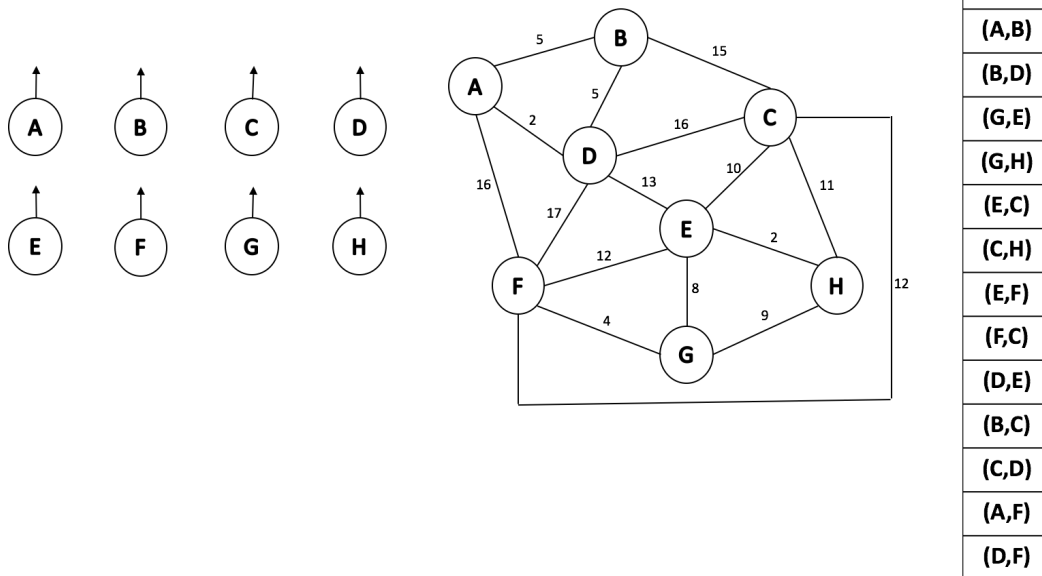 A
B
C
D
E
F
G
H
5
B
15
A
5
C
2
16
D
10
13
11
16
17
E
2
12
F
8
H
12
4
9
G
(A,B)
(B,D)
(G,E)
(G,H)
(E,C)
(C,H)
(E,F)
(F,C)
(D,E)
(B,C)
(C,D)
(A,F)
(D,F)